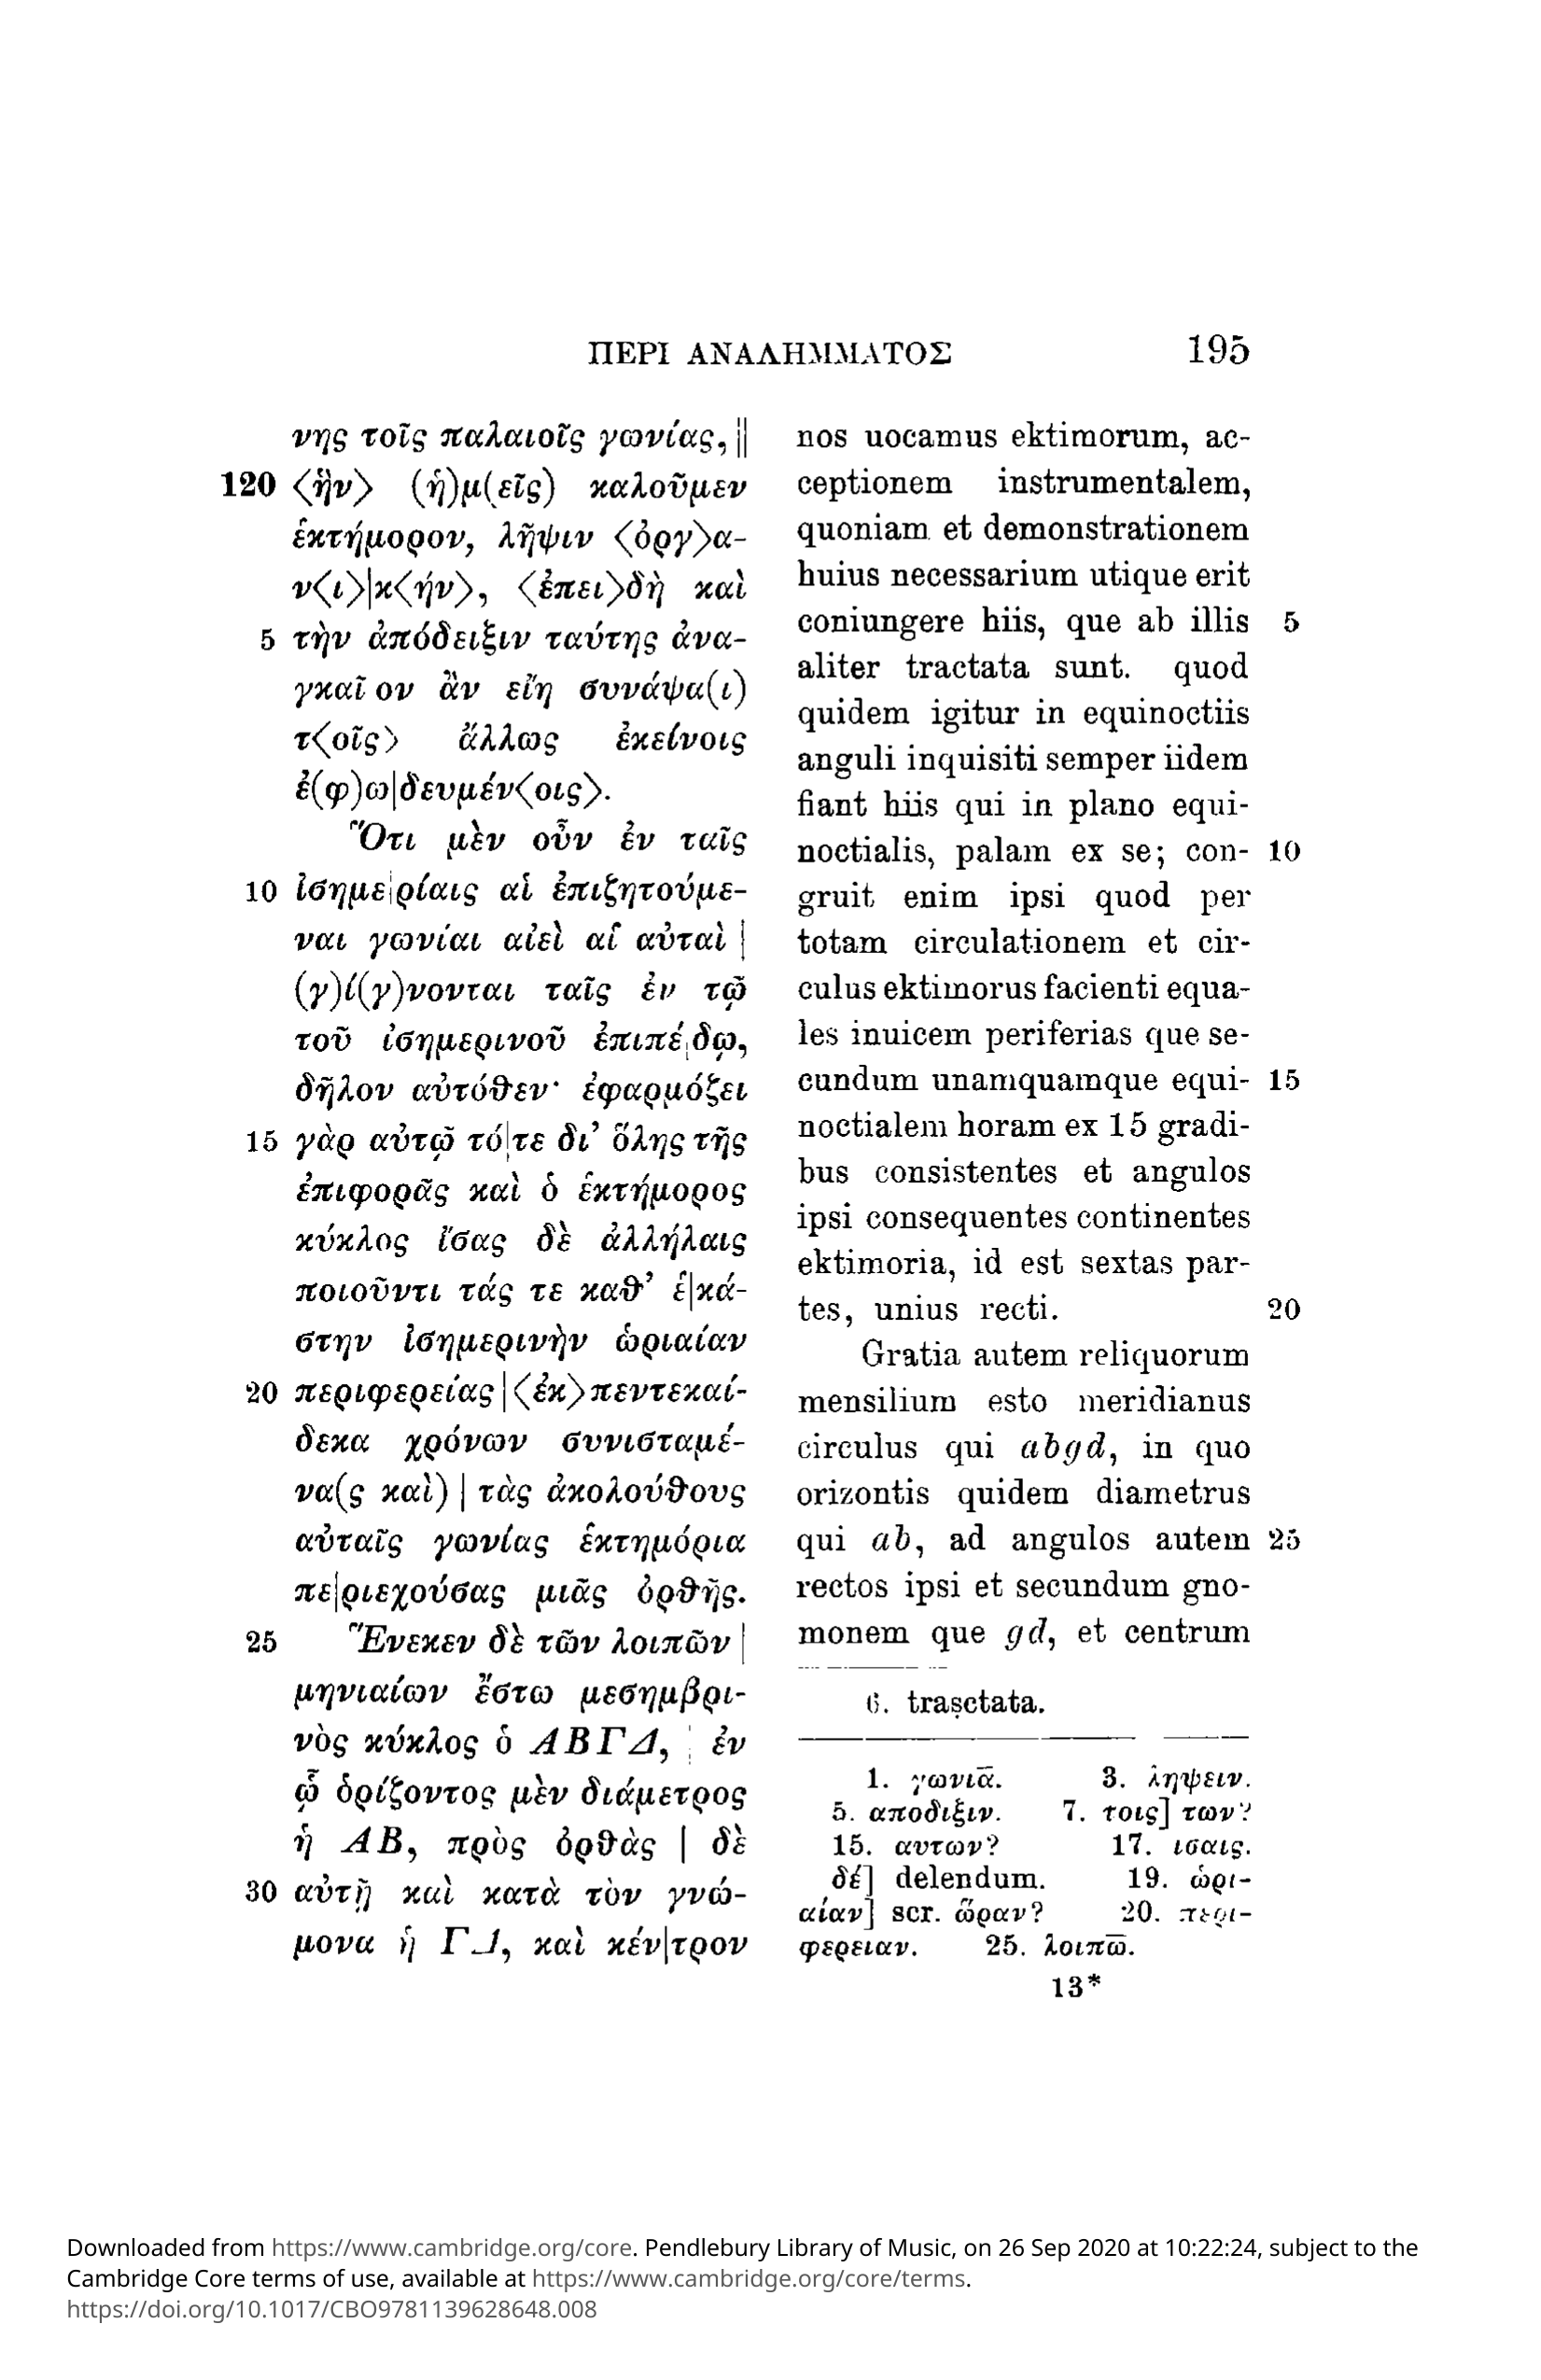 ΠΕΡΙ ΑΝΑΛΗΜΜΑΤΟΣ 195
νης τοῖς παλαιοῖς γωνίας, ‖
120 〈ἣν〉 (ἡ)μ(εῖς) καλοῦμεν
ἑκτήμορον, λῆψιν 〈ὀργ〉α-
ν〈ι〉|κ〈ήν〉, 〈ἐπει〉δὴ καὶ
5 τὴν ἀπόδειξιν ταύτης ἀνα-
γκαῖον ἂν εἴη συνάψα(ι)
τ〈οῖς〉 ἄλλως ἐκείνοις
ἐ(φ)ω|δευμέν〈οις〉.
Ὅτι μὲν οὖν ἐν ταῖς
10 ἰσημε|ρίαις αἱ ἐπιζητούμε-
ναι γωνίαι αἰεὶ αἱ αὐταὶ |
(γ)ί(γ)νονται ταῖς ἐν τῷ
τοῦ ἰσημερινοῦ ἐπιπέ|δῳ,
δῆλον αὐτόθεν· ἐφαρμόζει
15 γὰρ αὐτῷ τό|τε δι’ ὅλης τῆς
ἐπιφορᾶς καὶ ὁ ἑκτήμορος
κύκλος ἴσας δὲ ἀλλήλαις
ποιοῦντι τάς τε καθ’ ἑ|κά-
στην ἰσημερινὴν ὡριαίαν
20 περιφερείας | 〈ἐκ〉 πεντεκαί-
δεκα χρόνων συνισταμέ-
να(ς καὶ) | τὰς ἀκολούθους
αὐταῖς γωνίας ἑκτημόρια
πε|ριεχούσας μιᾶς ὀρθῆς.
25 Ἕνεκεν δὲ τῶν λοιπῶν |
μηνιαίων ἔστω μεσημβρι-
νὸς κύκλος ὁ ΑΒΓΔ, | ἐν
ᾧ ὁρίζοντος μὲν διάμετρος
ἡ ΑΒ, πρὸς ὀρθὰς | δὲ
30 αὐτῇ καὶ κατὰ τὸν γνώ-
μονα ἡ ΓΔ, καὶ κέν|τρον
nos uocamus ektimorum, ac-
ceptionem instrumentalem,
quoniam et demonstrationem
huius necessarium utique erit
coniungere hiis, que ab illis 5
aliter tractata sunt. quod
quidem igitur in equinoctiis
anguli inquisiti semper iidem
fiant hiis qui in plano equi-
noctialis, palam ex se; con- 10
gruit enim ipsi quod per
totam circulationem et cir-
culus ektimorus facienti equa-
les inuicem periferias que se-
cundum unamquamque equi- 15
noctialem horam ex 15 gradi-
bus consistentes et angulos
ipsi consequentes continentes
ektimoria, id est sextas par-
tes, unius recti. 20
Gratia autem reliquorum
mensilium esto meridianus
circulus qui abgd, in quo
orizontis quidem diametrus
qui ab, ad angulos autem 25
rectos ipsi et secundum gno-
monem que gd, et centrum
6. trasc̣tata.
1. γωνιᾱ. 3. ληψειν.
5. αποδιξιν. 7. τοις] των?
15. αυτων? 17. ισαις.
δέ] delendum. 19. ὡρι-
αίαν] scr. ὥραν? 20. περι-
φερειαν. 25. λοιπω̄.
13*
Downloaded from https://www.cambridge.org/core. Pendlebury Library of Music, on 26 Sep 2020 at 10:22:24, subject to the
Cambridge Core terms of use, available at https://www.cambridge.org/core/terms.
https://doi.org/10.1017/CBO9781139628648.008